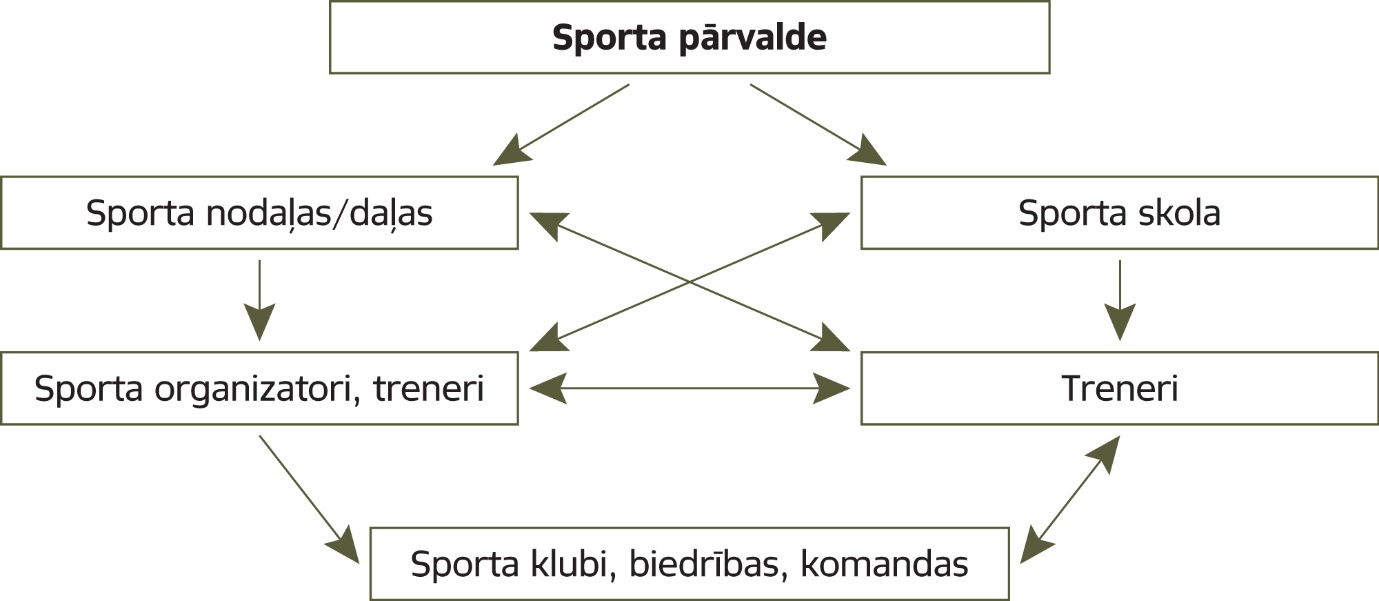 Sporta pārvalde
Sporta nodaļas/daļas
Sporta skola
Sporta organizatori, treneri
Treneri
Sporta klubi, biedrības, komandas